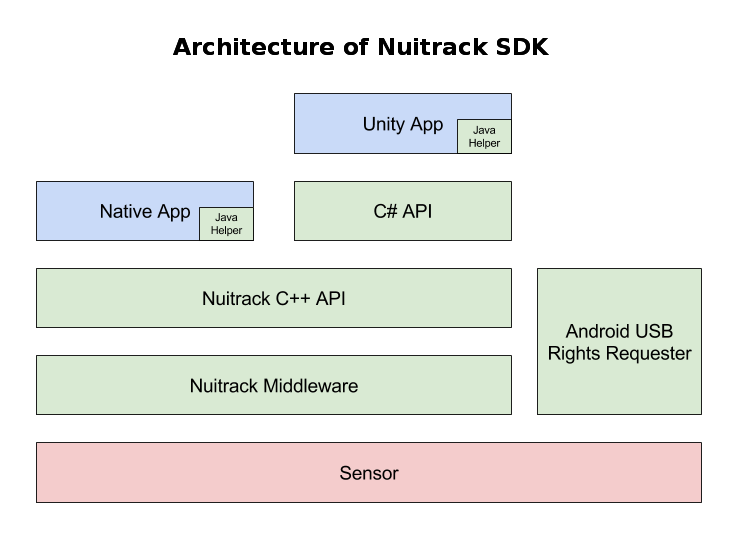 Architecture of Nuitrack SDK
Unity App
Java
Helper
Native App
Java
Helper
C# API
Nuitrack C++ API
Android USB
Rights Requester
Nuitrack Middleware
Sensor